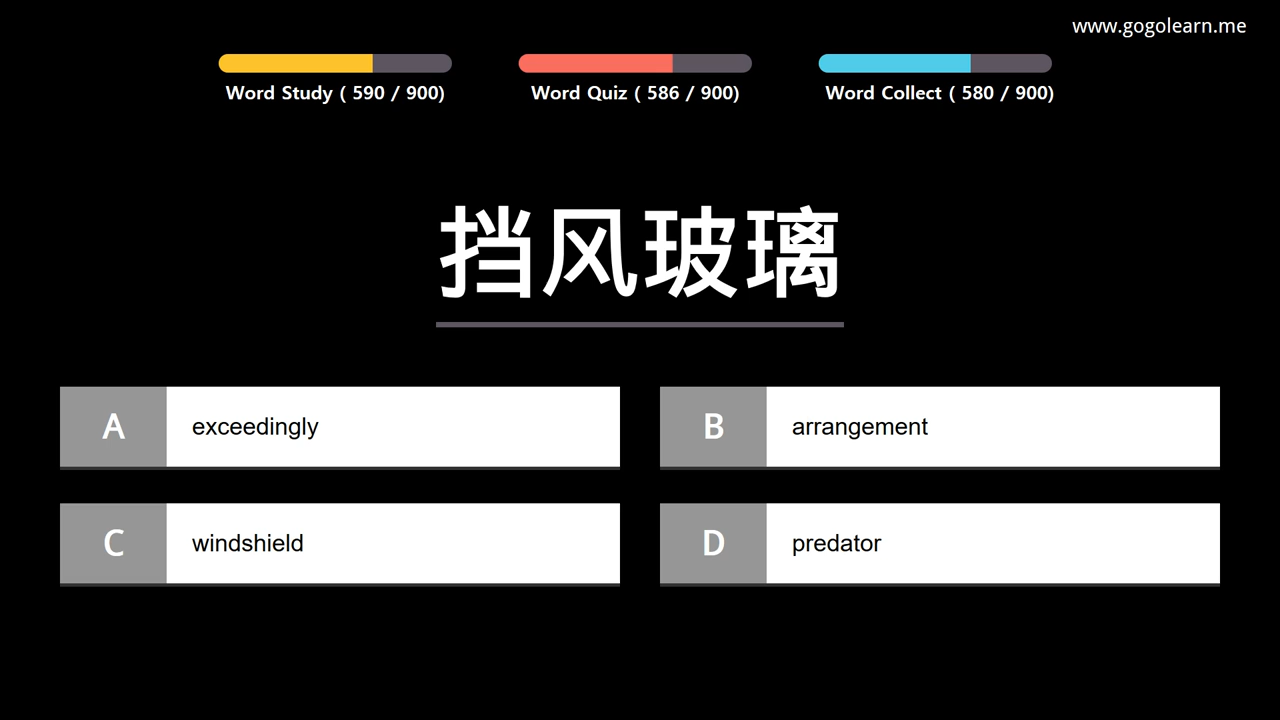 www.gogolearn.me
Word Study ( 590 / 900)
Word Quiz ( 586 / 900)
Word Collect ( 580 / 900)
挡风玻璃
A exceedingly
B arrangement
C windshield
D predator